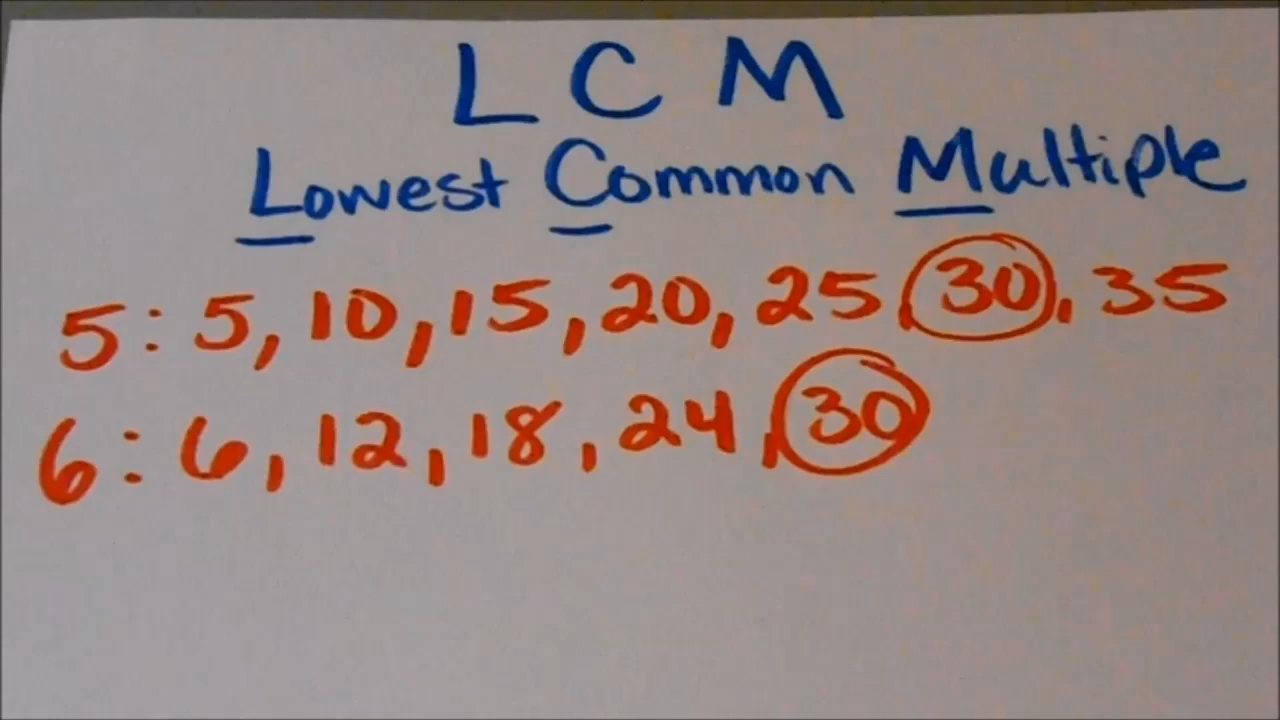 L C M
Lowest Common Multiple
5: 5, 10, 15, 20, 25, 30, 35
6: 6, 12, 18, 24, 30